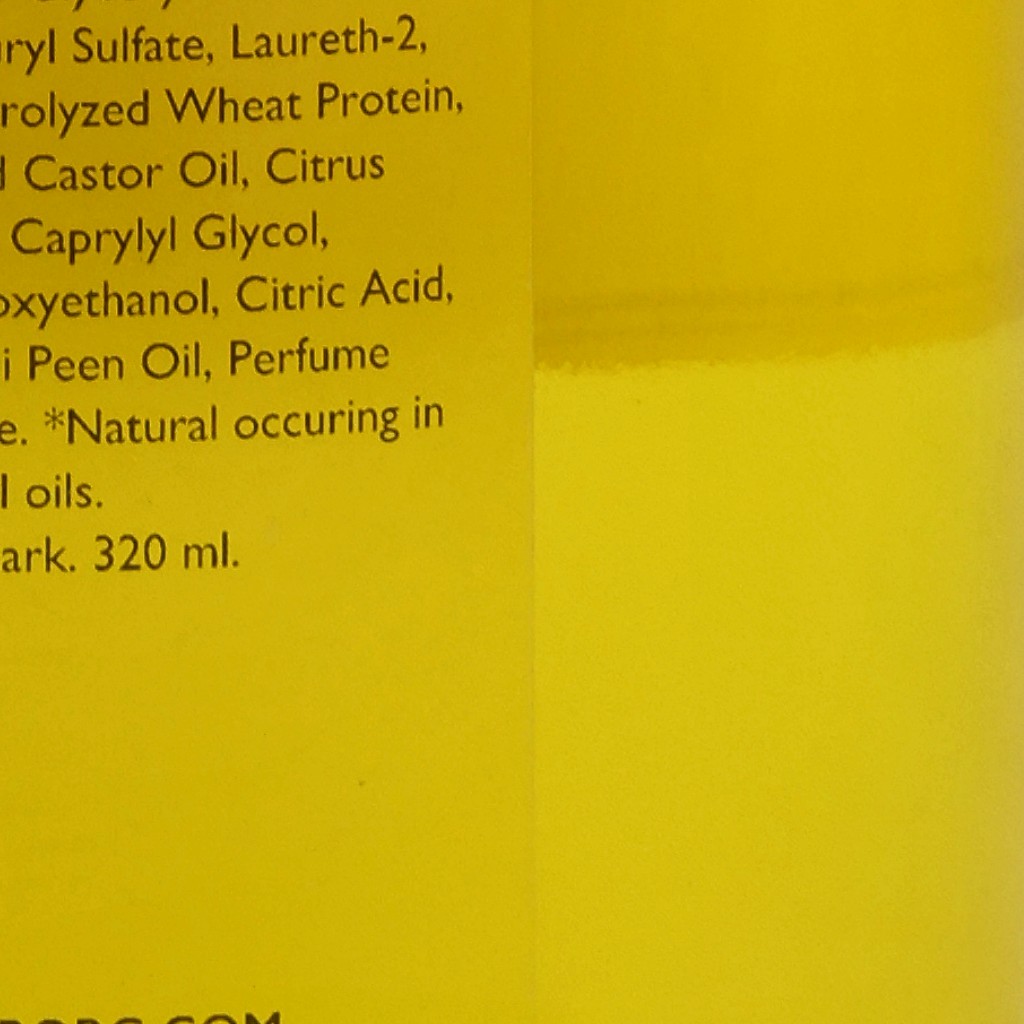 ryl Sulfate, Laureth-2,
rolyzed Wheat Protein,
Castor Oil, Citrus
Caprylyl Glycol,
oxyethanol, Citric Acid,
i Peen Oil, Perfume
e. *Natural occuring in
l oils.
ark. 320 ml.